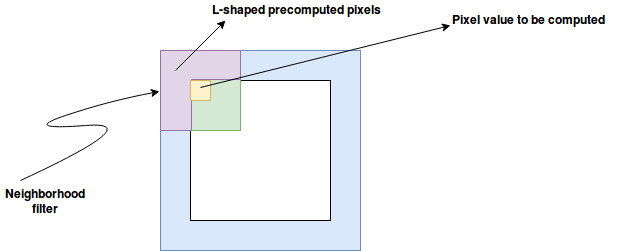 L-shaped precomputed pixels
Pixel value to be computed
Neighborhood
filter